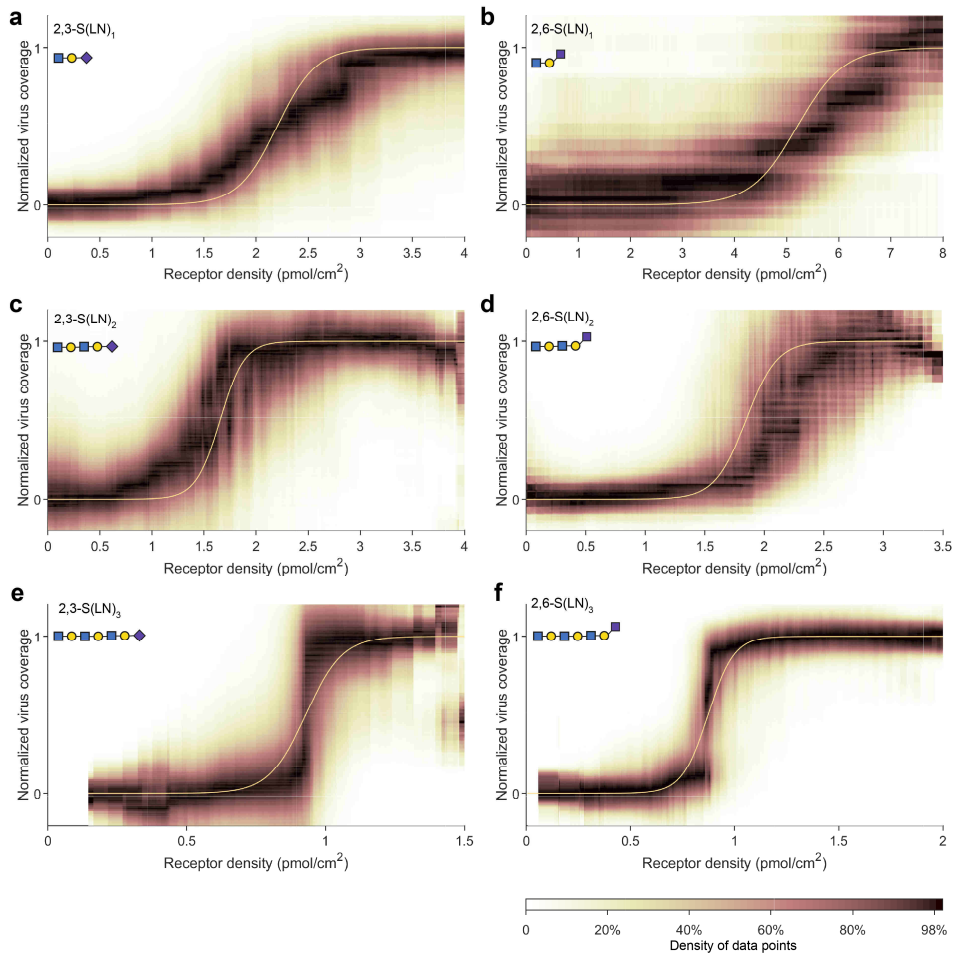 a
2,3-S(LN)1
Normalized virus coverage
1
0
0 0.5 1 1.5 2 2.5 3 3.5 4
Receptor density (pmol/cm2)
b
2,6-S(LN)1
Normalized virus coverage
1
0
0 1 2 3 4 5 6 7 8
Receptor density (pmol/cm2)
c
2,3-S(LN)2
Normalized virus coverage
1
0
0 0.5 1 1.5 2 2.5 3 3.5 4
Receptor density (pmol/cm2)
d
2,6-S(LN)2
Normalized virus coverage
1
0
0 0.5 1 1.5 2 2.5 3 3.5
Receptor density (pmol/cm2)
e
2,3-S(LN)3
Normalized virus coverage
1
0
0 0.5 1 1.5
Receptor density (pmol/cm2)
f
2,6-S(LN)3
Normalized virus coverage
1
0
0.5 1 1.5 2
Receptor density (pmol/cm2)
0 20% 40% 60% 80% 98%
Density of data points